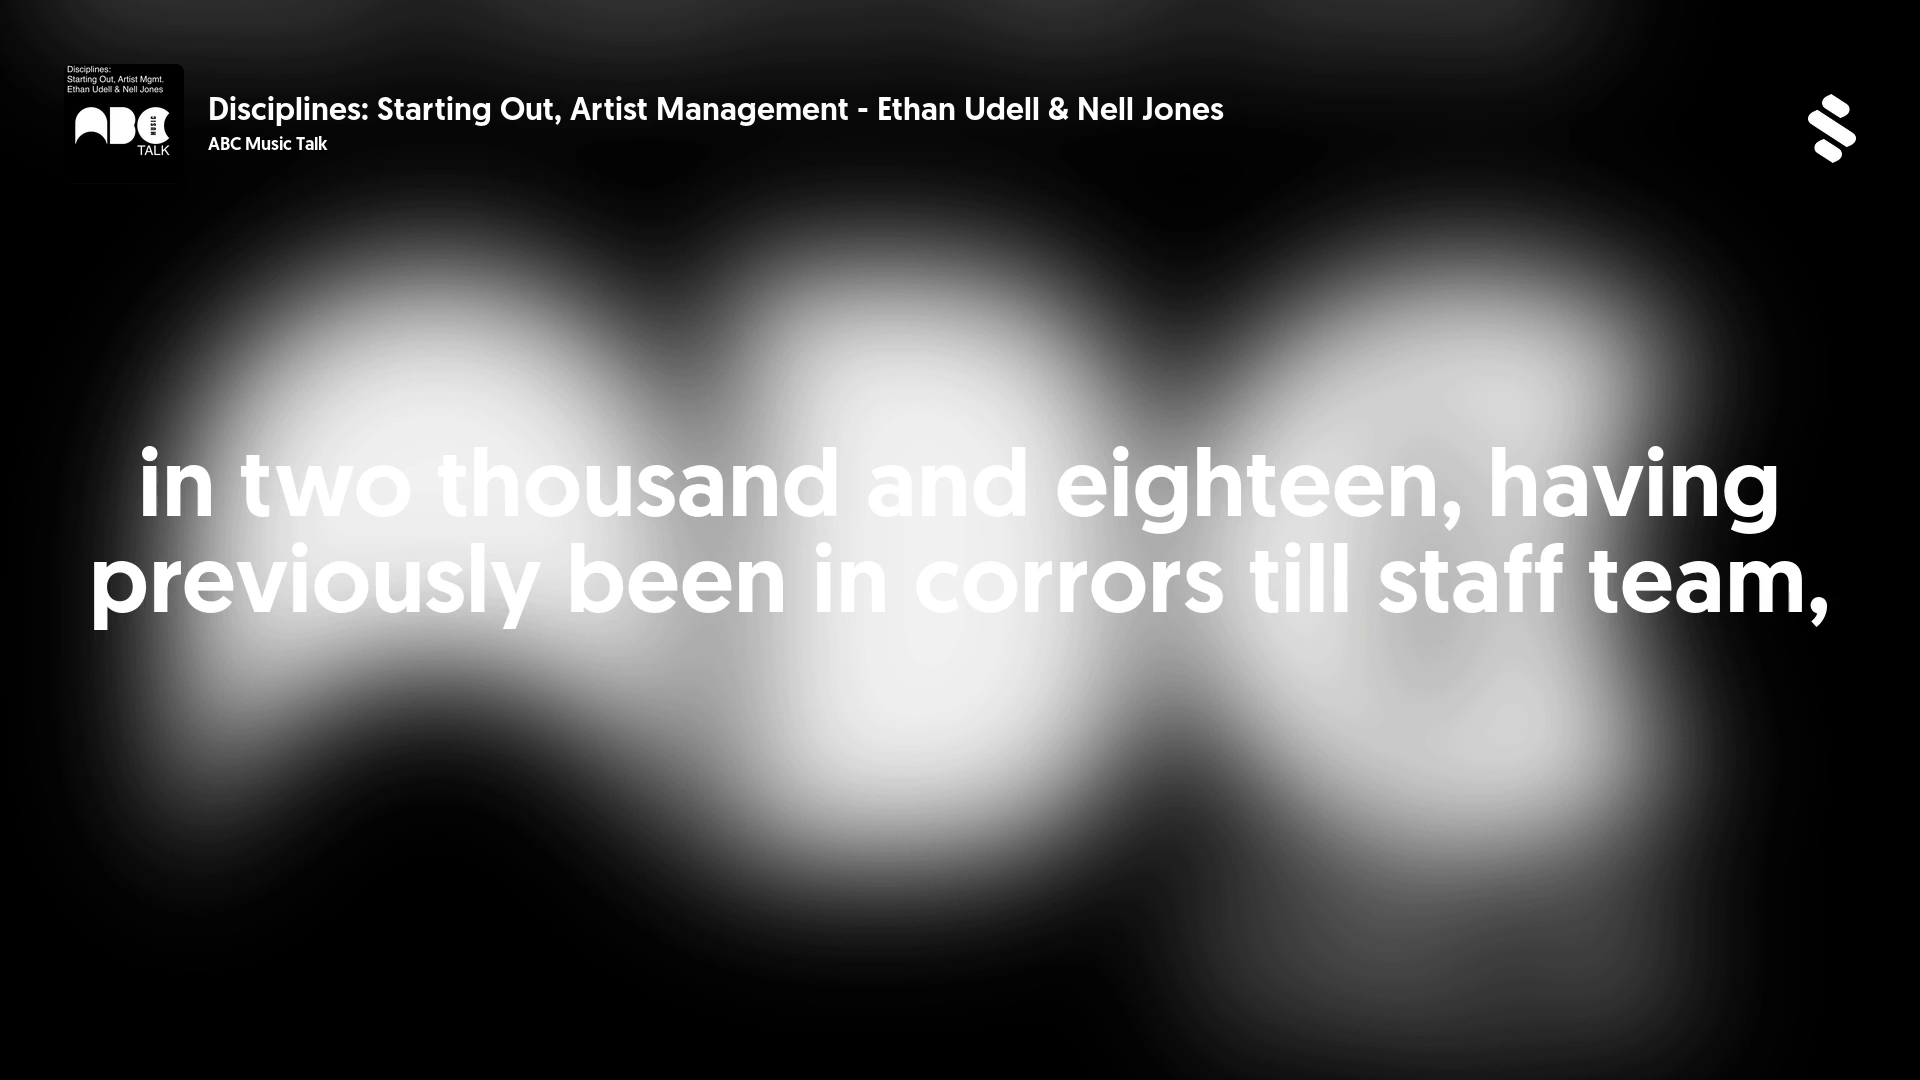 Disciplines:
Starting Out, Artist Mgmt.
Ethan Udell & Nell Jones
ABC
MUSIC
TALK
Disciplines: Starting Out, Artist Management - Ethan Udell & Nell Jones
ABC Music Talk
in two thousand and eighteen, having
previously been in corrors till staff team,